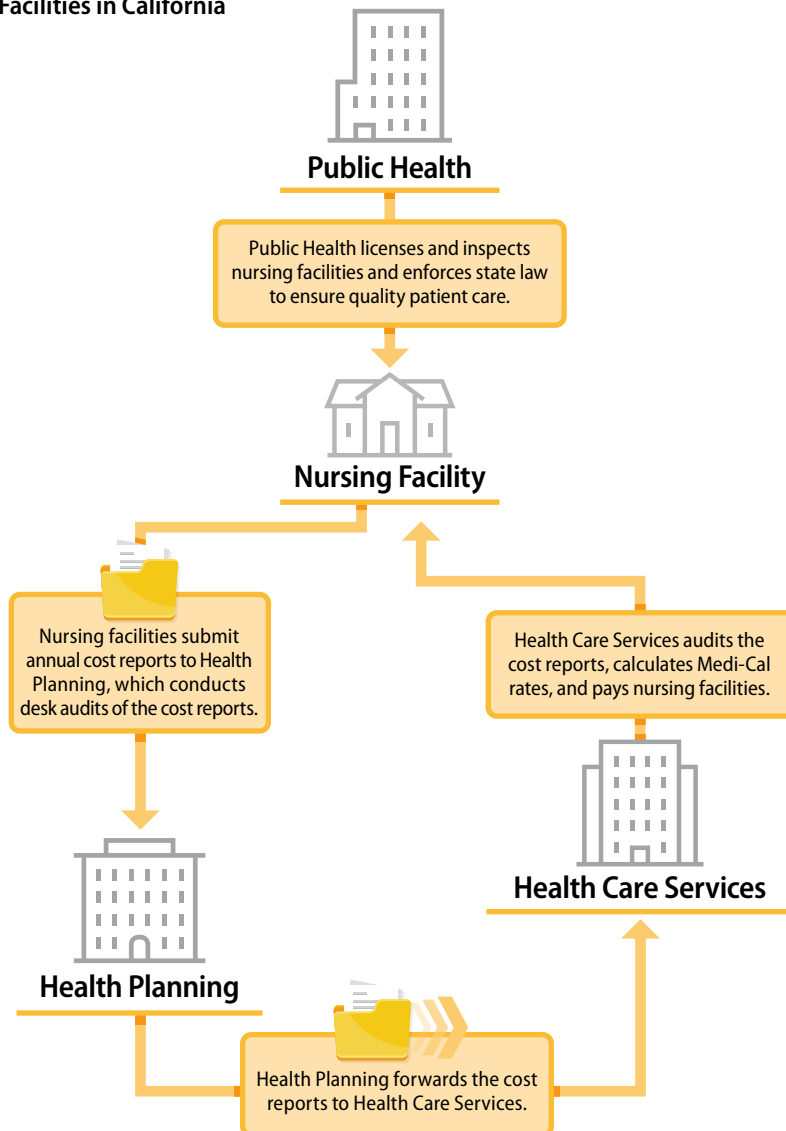 Facilities in California
Public Health
Public Health licenses and inspects
nursing facilities and enforces state law
to ensure quality patient care.
Nursing Facility
Nursing facilities submit
annual cost reports to Health
Planning, which conducts
desk audits of the cost reports.
Health Care Services audits the
cost reports, calculates Medi-Cal
rates, and pays nursing facilities.
Health Care Services
Health Planning
Health Planning forwards the cost
reports to Health Care Services.